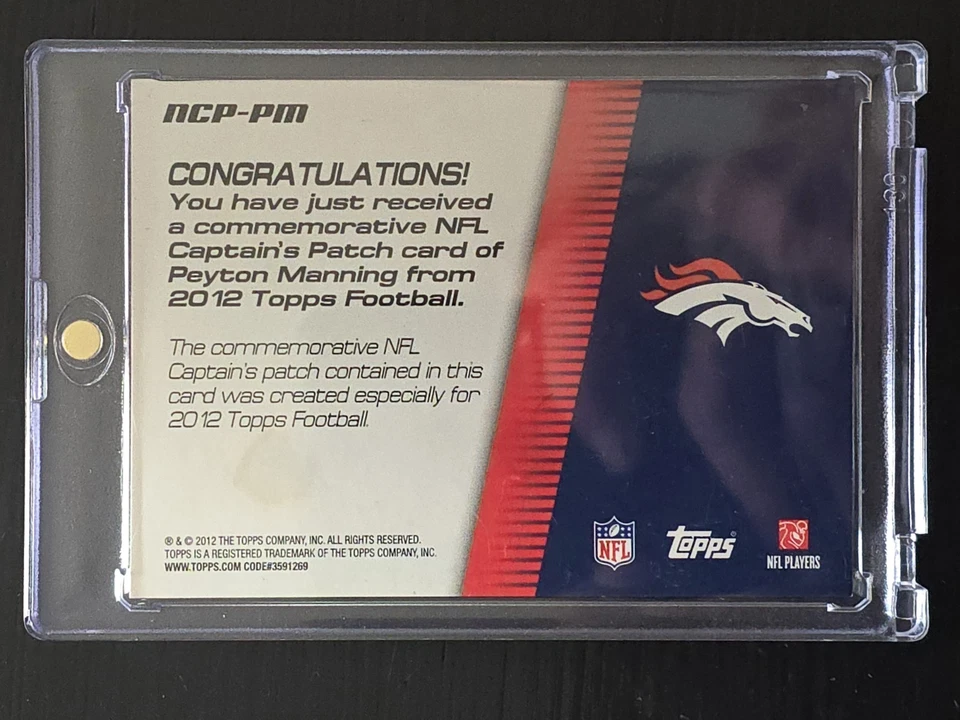 NCP-PM
CONGRATULATIONS!
You have just received
a commemorative NFL
Captain's Patch card of
Peyton Manning from
2012 Topps Football.
The commemorative NFL
Captain's patch contained in this
card was created especially for
2012 Topps Football.
® & © 2012 THE TOPPS COMPANY, INC. ALL RIGHTS RESERVED.
TOPPS IS A REGISTERED TRADEMARK OF THE TOPPS COMPANY, INC.
WWW.TOPPS.COM CODE#3591269
NFL
Topps®
NFL PLAYERS